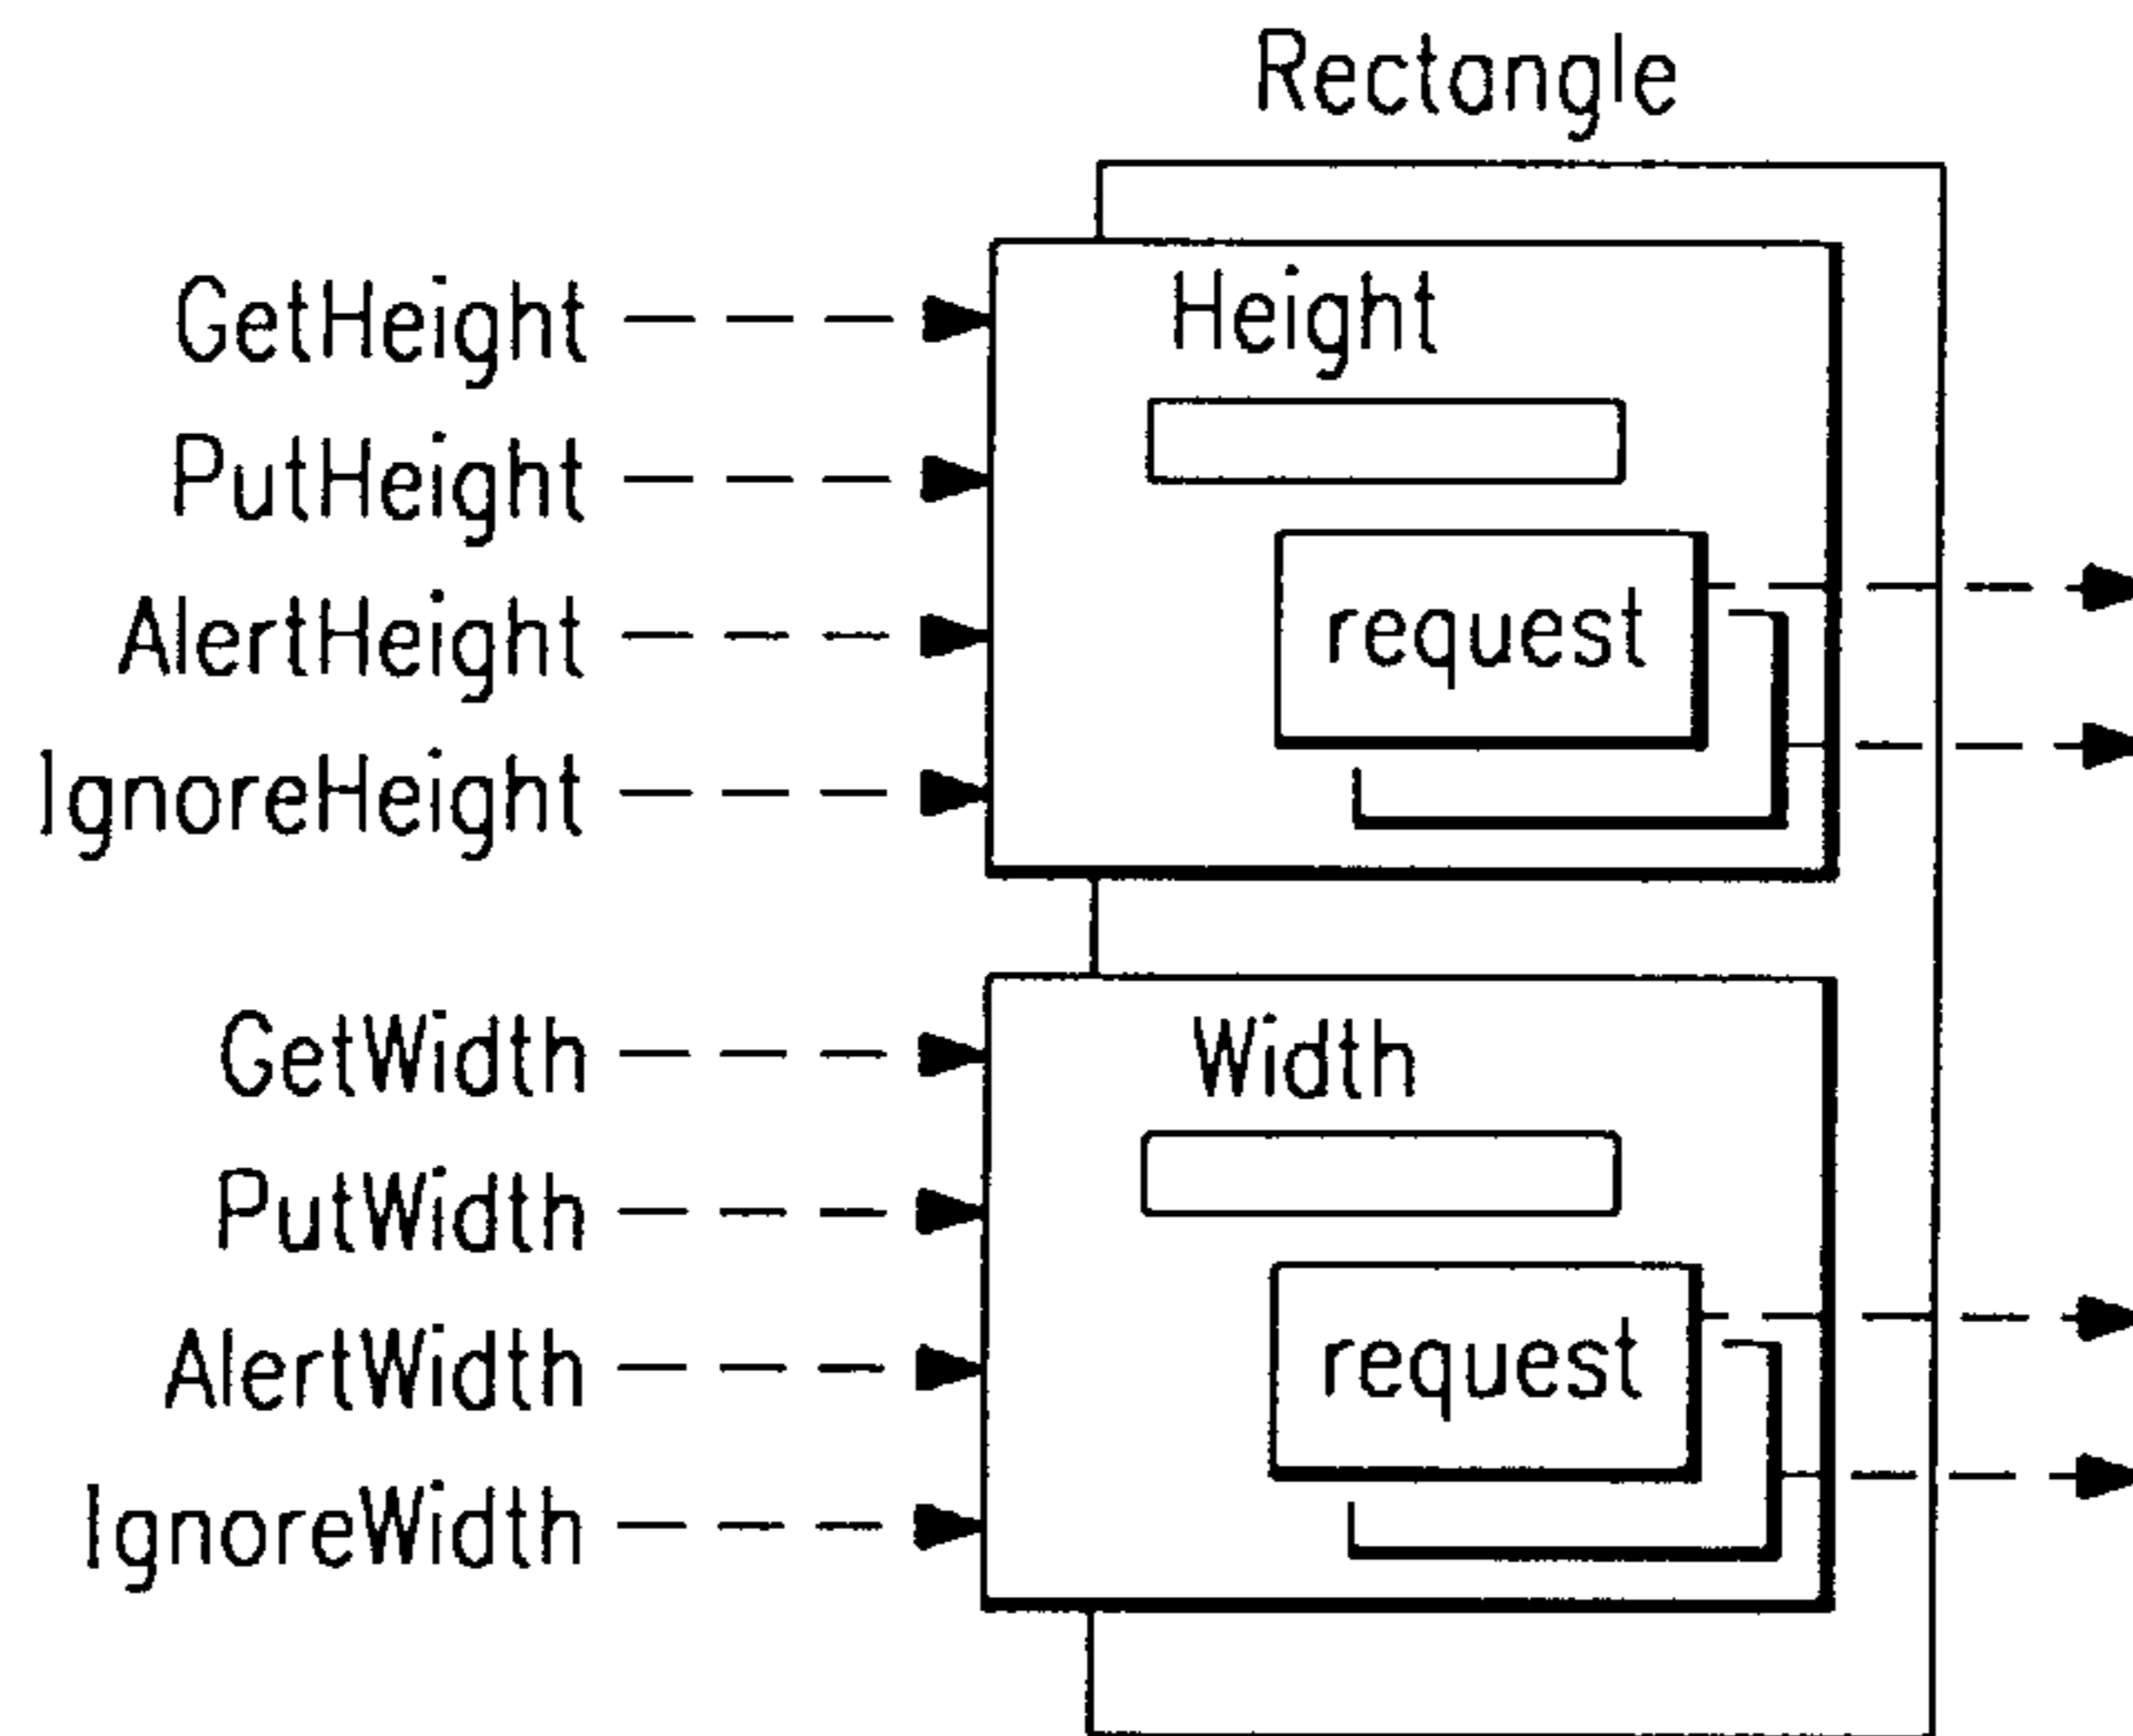 Rectangle
Height
GetHeight
PutHeight
AlertHeight
IgnoreHeight
request
Width
GetWidth
PutWidth
AlertWidth
IgnoreWidth
request